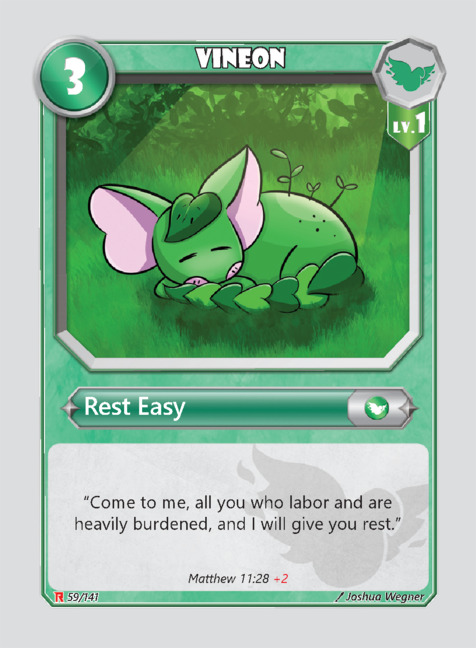 VINEON
3
LV.1
Rest Easy
“Come to me, all you who labor and are
heavily burdened, and I will give you rest.”
Matthew 11:28 +2
R 59/141
Joshua Wegner